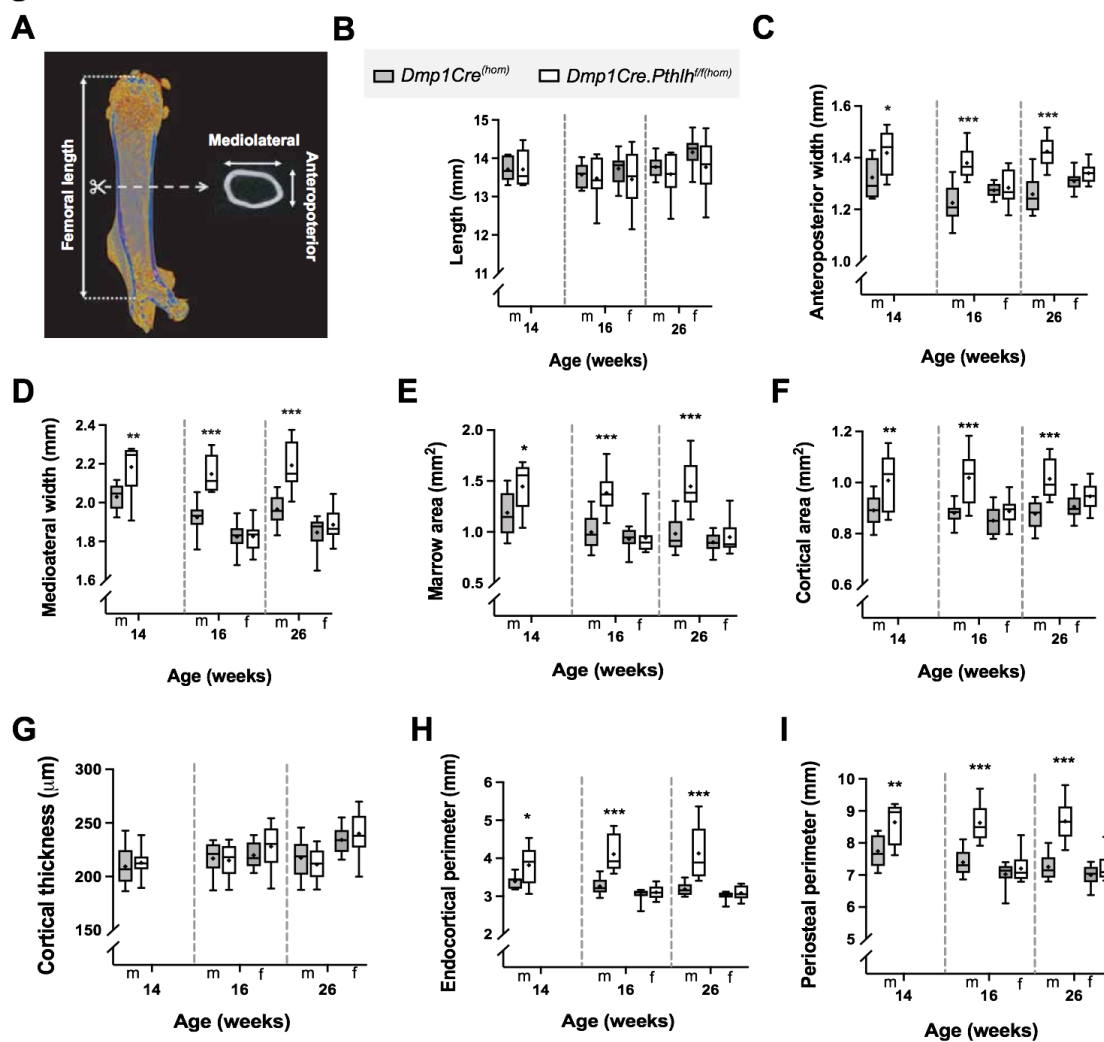 A
Femoral length
Mediolateral
Anteropoterior
B
Dmp1Cre(hom) Dmp1Cre.Pthlhf/f(hom)
Length (mm)
15
14
13
12
11
m m f m f
14 16 26
Age (weeks)
C
Anteroposterior width (mm)
1.6
1.4
1.2
1.0
* *** ***
m m f m f
14 16 26
Age (weeks)
D
Medioateral width (mm)
2.4
2.2
2.0
1.8
1.6
** *** ***
m m f m f
14 16 26
Age (weeks)
E
Marrow area (mm2)
2.0
1.5
1.0
0.5
* *** ***
m m f m f
14 16 26
Age (weeks)
F
Cortical area (mm2)
1.2
1.0
0.8
0.6
** *** ***
m m f m f
14 16 26
Age (weeks)
G
Cortical thickness (μm)
300
250
200
150
m m f m f
14 16 26
Age (weeks)
H
Endocortical perimeter (mm)
6
5
4
3
2
* *** ***
m m f m f
14 16 26
Age (weeks)
I
Periosteal perimeter (mm)
10
9
8
7
6
5
** *** ***
m m f m f
14 16 26
Age (weeks)